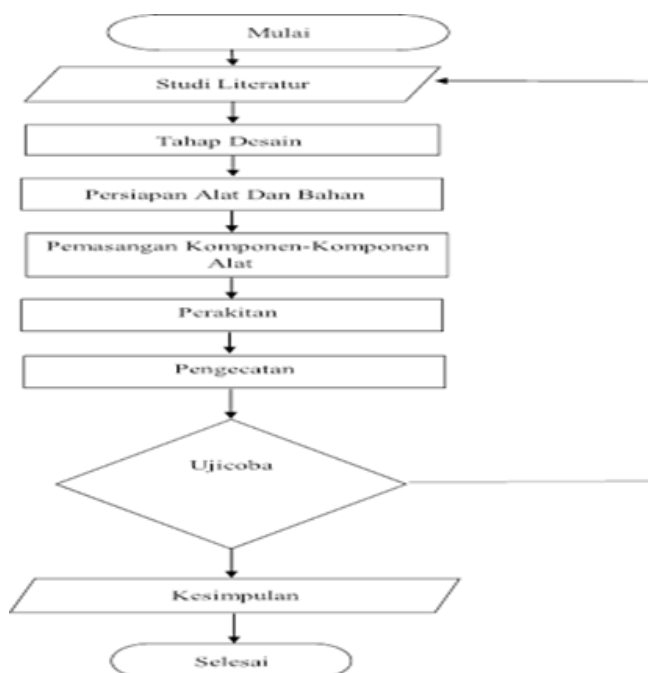 Mulai
Studi Literatur
Tahap Desain
Persiapan Alat Dan Bahan
Pemasangan Komponen-Komponen
Alat
Perakitan
Pengecatan
Ujicoba
Kesimpulan
Selesai